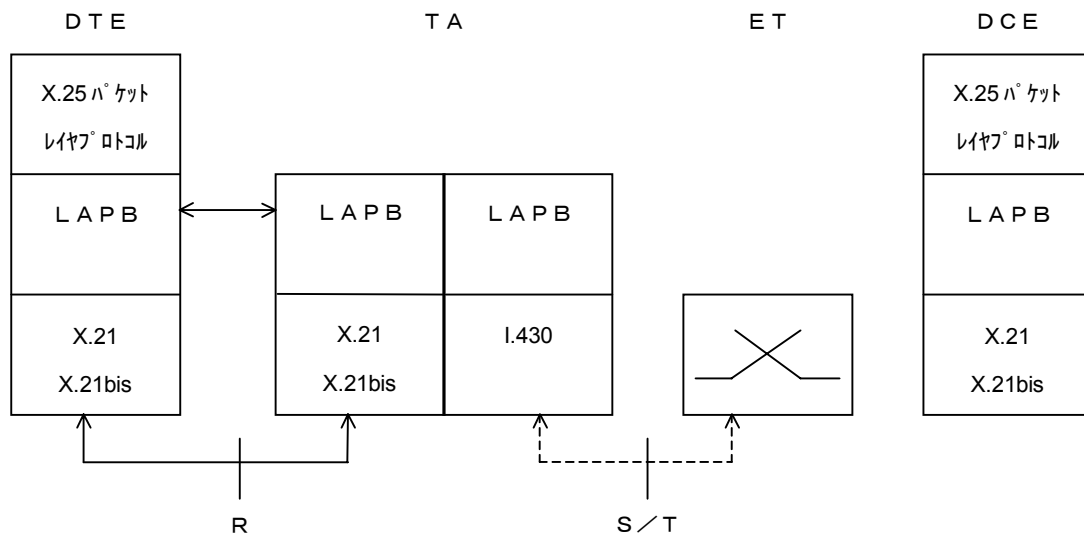 ＤＴＥ
ＴＡ
ＥＴ
ＤＣＥ
X.25 ﾊﾟｹｯﾄ
ﾚｲﾔﾌﾟﾛﾄｺﾙ
ＬＡＰＢ
X.21
X.21bis
ＬＡＰＢ
ＬＡＰＢ
X.21
X.21bis
I.430
X.25 ﾊﾟｹｯﾄ
ﾚｲﾔﾌﾟﾛﾄｺﾙ
ＬＡＰＢ
X.21
X.21bis
Ｒ
Ｓ／Ｔ